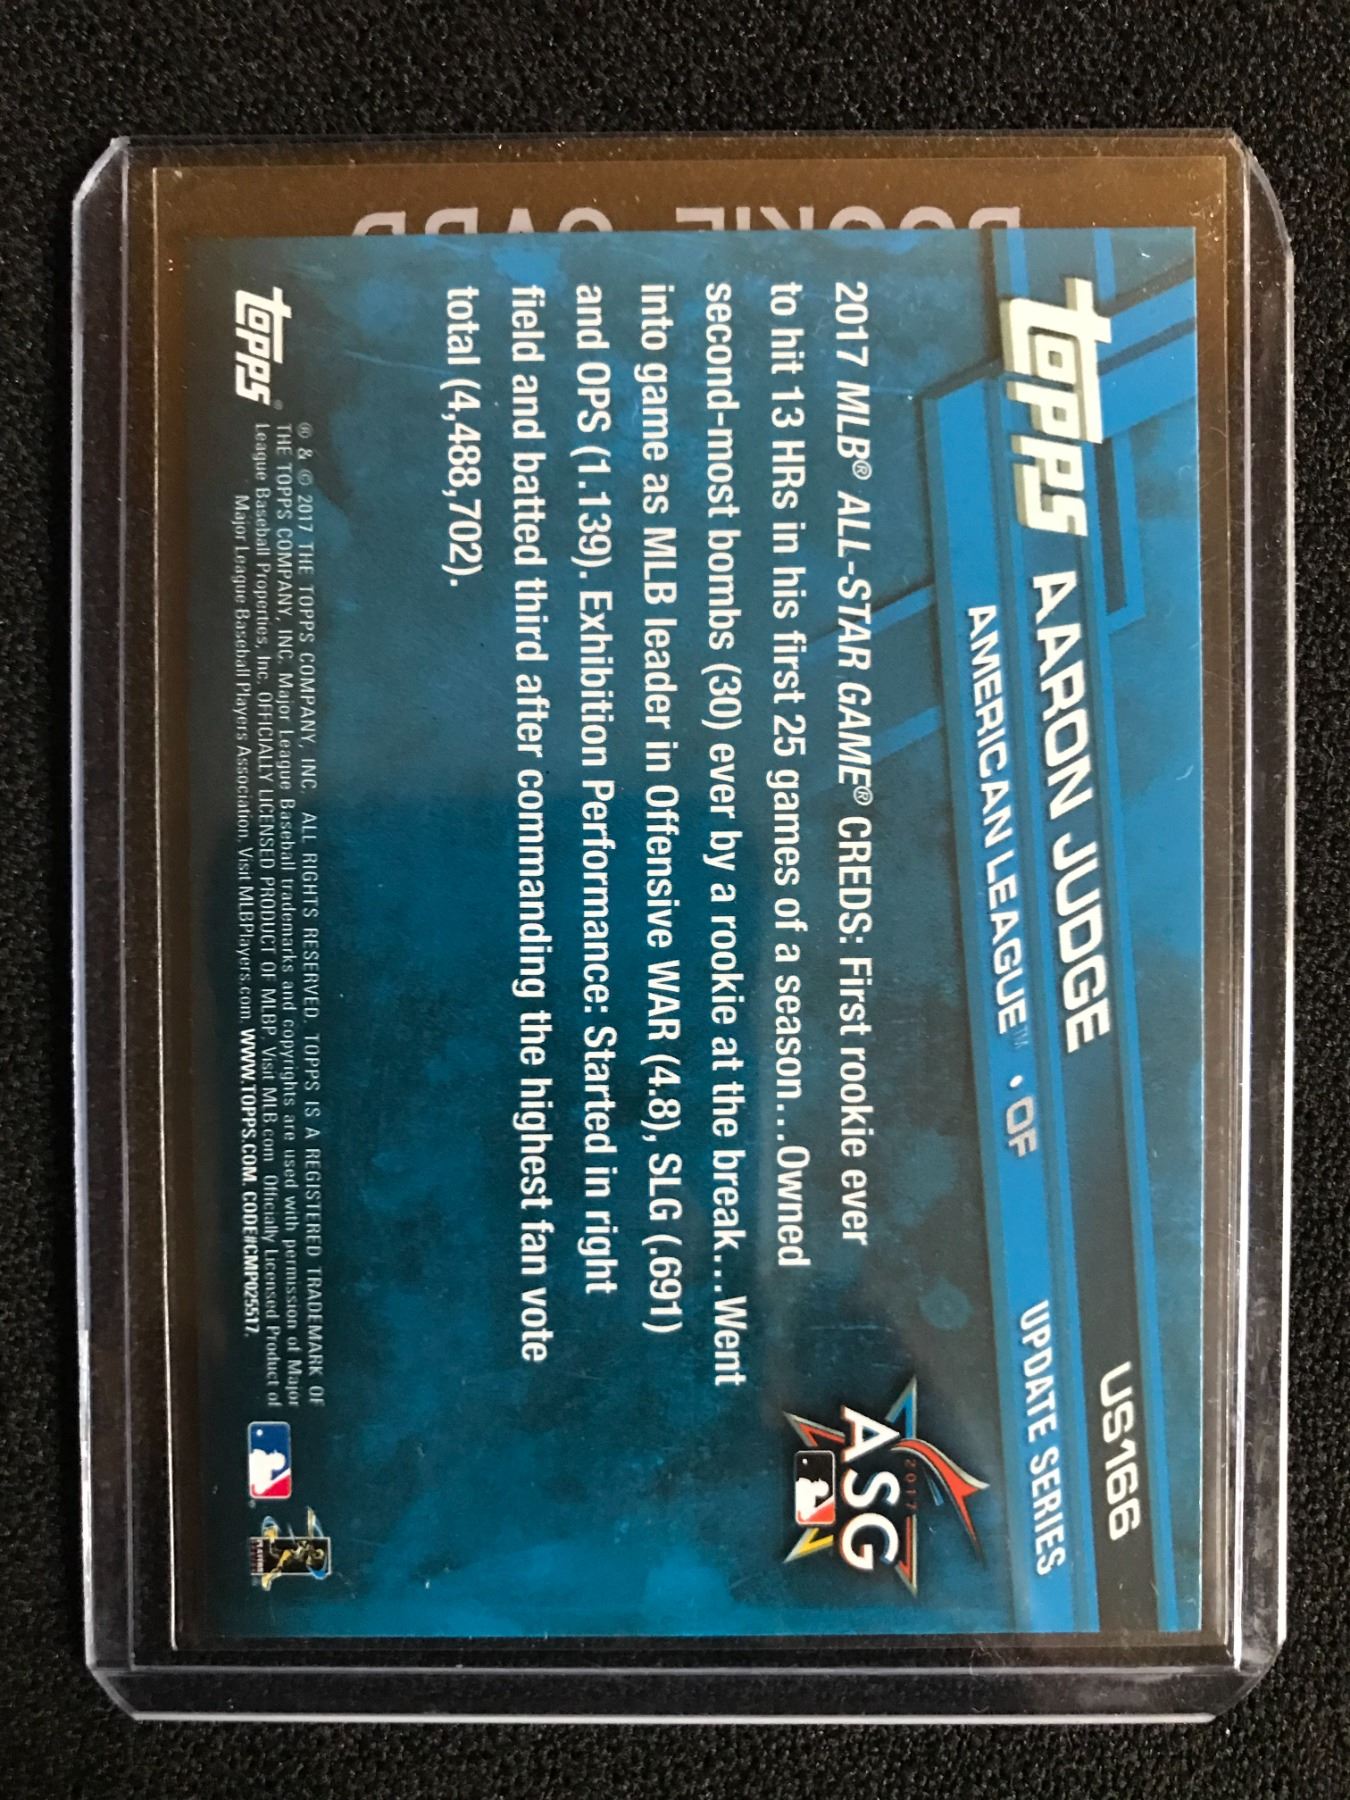 ROOKIE CARD
topps
AARON JUDGE
US166
AMERICAN LEAGUE™ • OF
UPDATE SERIES
2017 MLB® ALL-STAR GAME® CREDS: First rookie ever
to hit 13 HRs in his first 25 games of a season...Owned
second-most bombs (30) ever by a rookie at the break...Went
into game as MLB leader in Offensive WAR (4.8), SLG (.691)
and OPS (1.139). Exhibition Performance: Started in right
field and batted third after commanding the highest fan vote
total (4,488,702).
2017
ASG
topps®
® & © 2017 THE TOPPS COMPANY, INC. ALL RIGHTS RESERVED. TOPPS IS A REGISTERED TRADEMARK OF
THE TOPPS COMPANY, INC. Major League Baseball trademarks and copyrights are used with permission of Major
League Baseball Properties, Inc. OFFICIALLY LICENSED PRODUCT OF MLBP. Visit MLB.com Officially Licensed Product of
Major League Baseball Players Association, Visit MLBPlayers.com. WWW.TOPPS.COM CODE#CMP025517.